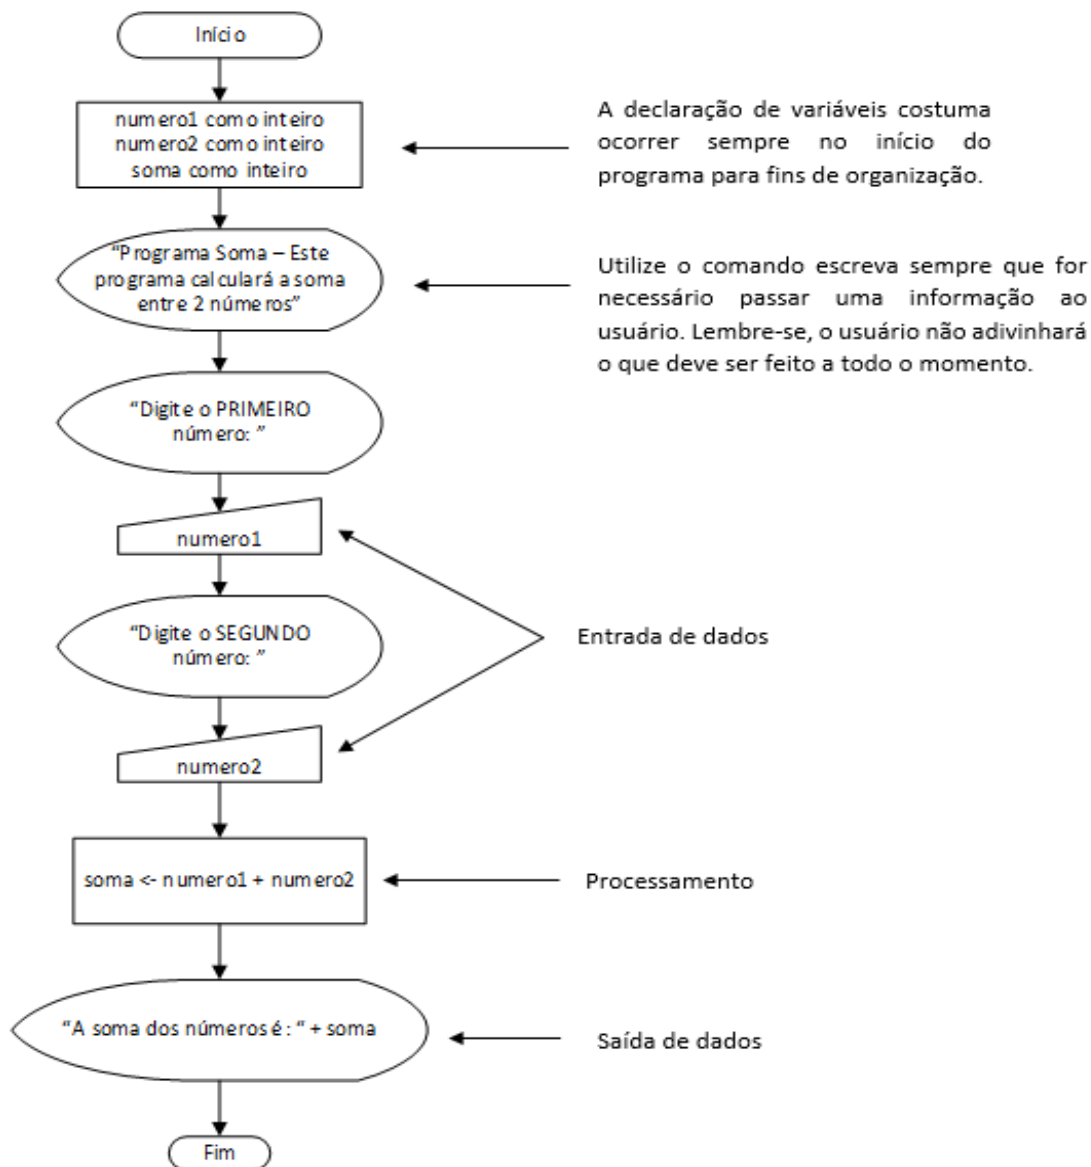 Início
numero1 como inteiro
numero2 como inteiro
soma como inteiro
A declaração de variáveis costuma
ocorrer sempre no início do
programa para fins de organização.
“Programa Soma – Este
programa calculará a soma
entre 2 números”
Utilize o comando escreva sempre que for
necessário passar uma informação ao
usuário. Lembre-se, o usuário não adivinhará
o que deve ser feito a todo o momento.
“Digite o PRIMEIRO
número: ”
numero1
“Digite o SEGUNDO
número: ”
Entrada de dados
numero2
soma <- numero1 + numero2
Processamento
“A soma dos números é : “ + soma
Saída de dados
Fim